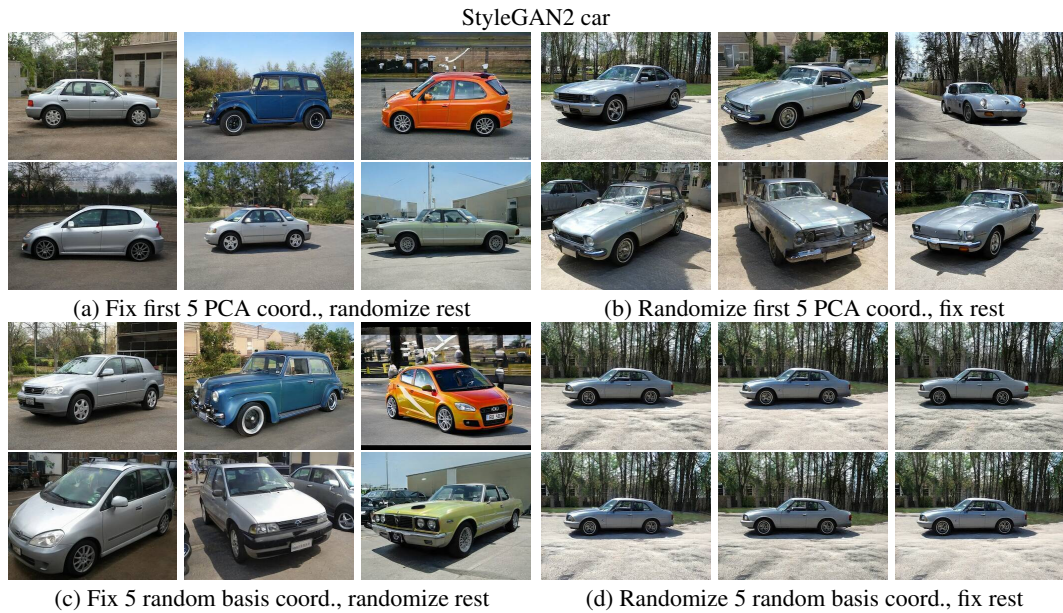 StyleGAN2 car
(a) Fix first 5 PCA coord., randomize rest
(b) Randomize first 5 PCA coord., fix rest
(c) Fix 5 random basis coord., randomize rest
(d) Randomize 5 random basis coord., fix rest